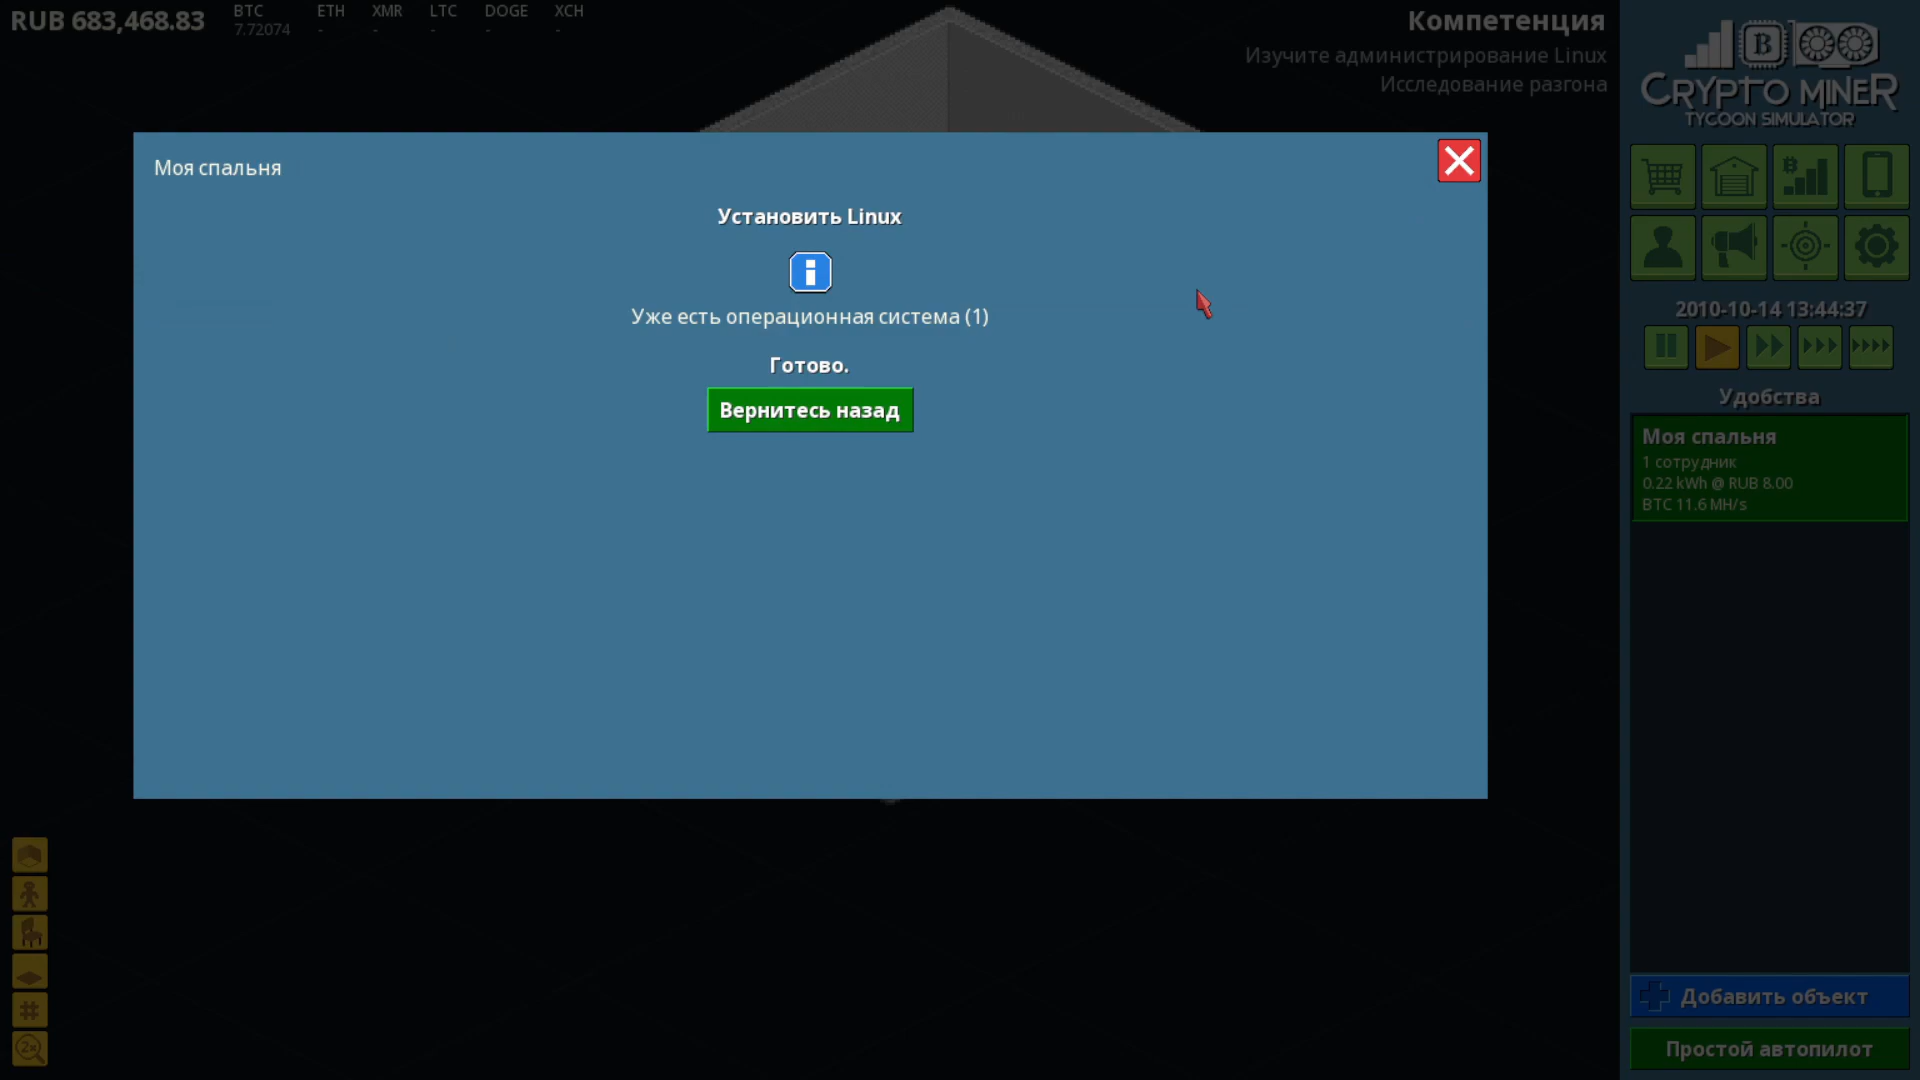 RUB 683,468.83
BTC ETH XMR LTC DOGE XCH
7.72074 - - - - -
Компетенция
Изучите администрирование Linux
Исследование разгона
CRYPTO MINER
TYCOON SIMULATOR
Моя спальня
Установить Linux
Уже есть операционная система (1)
Готово.
Вернитесь назад
2010-10-14 13:44:37
Удобства
Моя спальня
1 сотрудник
0.22 kWh @ RUB 8.00
BTC 11.6 MH/s
2x
Добавить объект
Простой автопилот